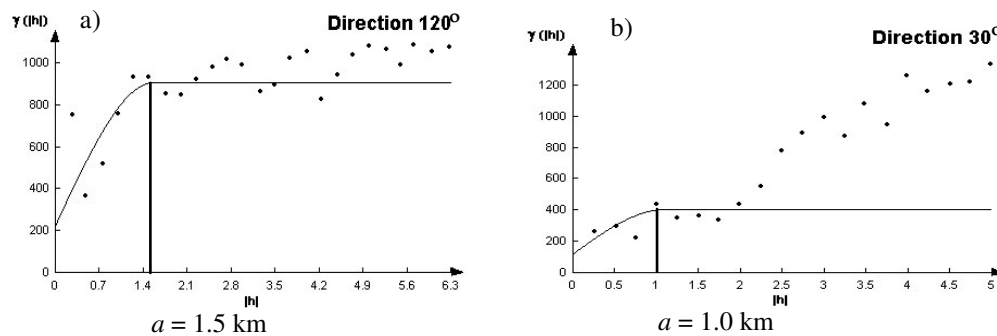 a)
γ (|h|)
Direction 120⁰
1000
800
600
400
200
0
0 0.7 1.4 2.1 2.8 3.5 4.2 4.9 5.6 6.3
|h|
a = 1.5 km
b)
γ (|h|)
Direction 30⁰
1200
1000
800
600
400
200
0
0 0.5 1 1.5 2 2.5 3 3.5 4 4.5 5
|h|
a = 1.0 km